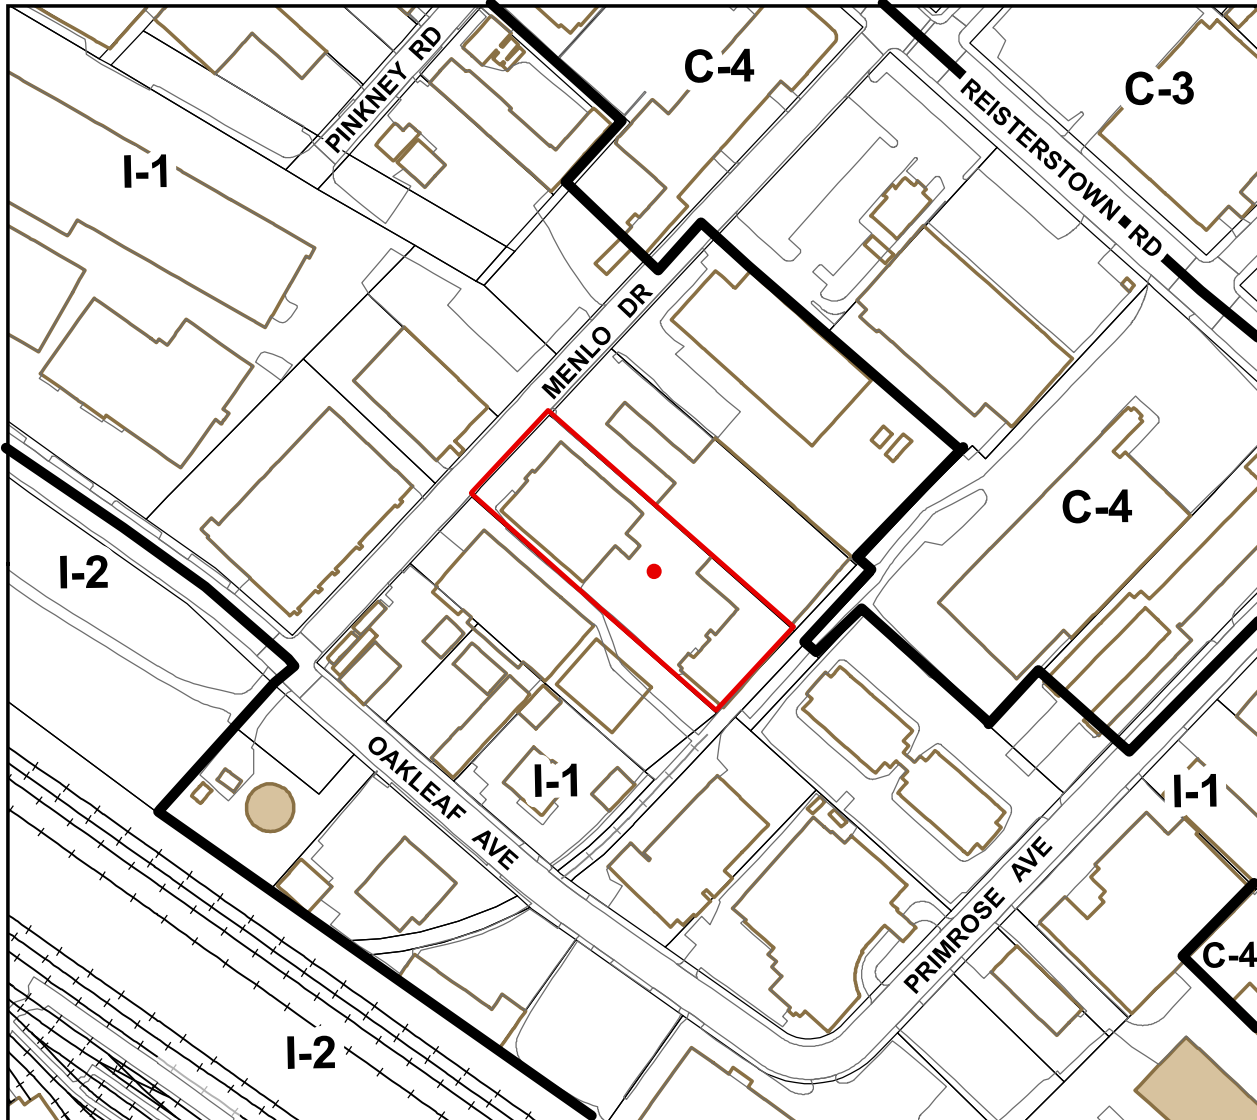 C-4
C-3
PINKNEY RD
REISTERSTOWN RD
I-1
MENLO DR
C-4
I-2
OAKLEAF AVE
I-1
I-1
PRIMROSE AVE
C-4
I-2